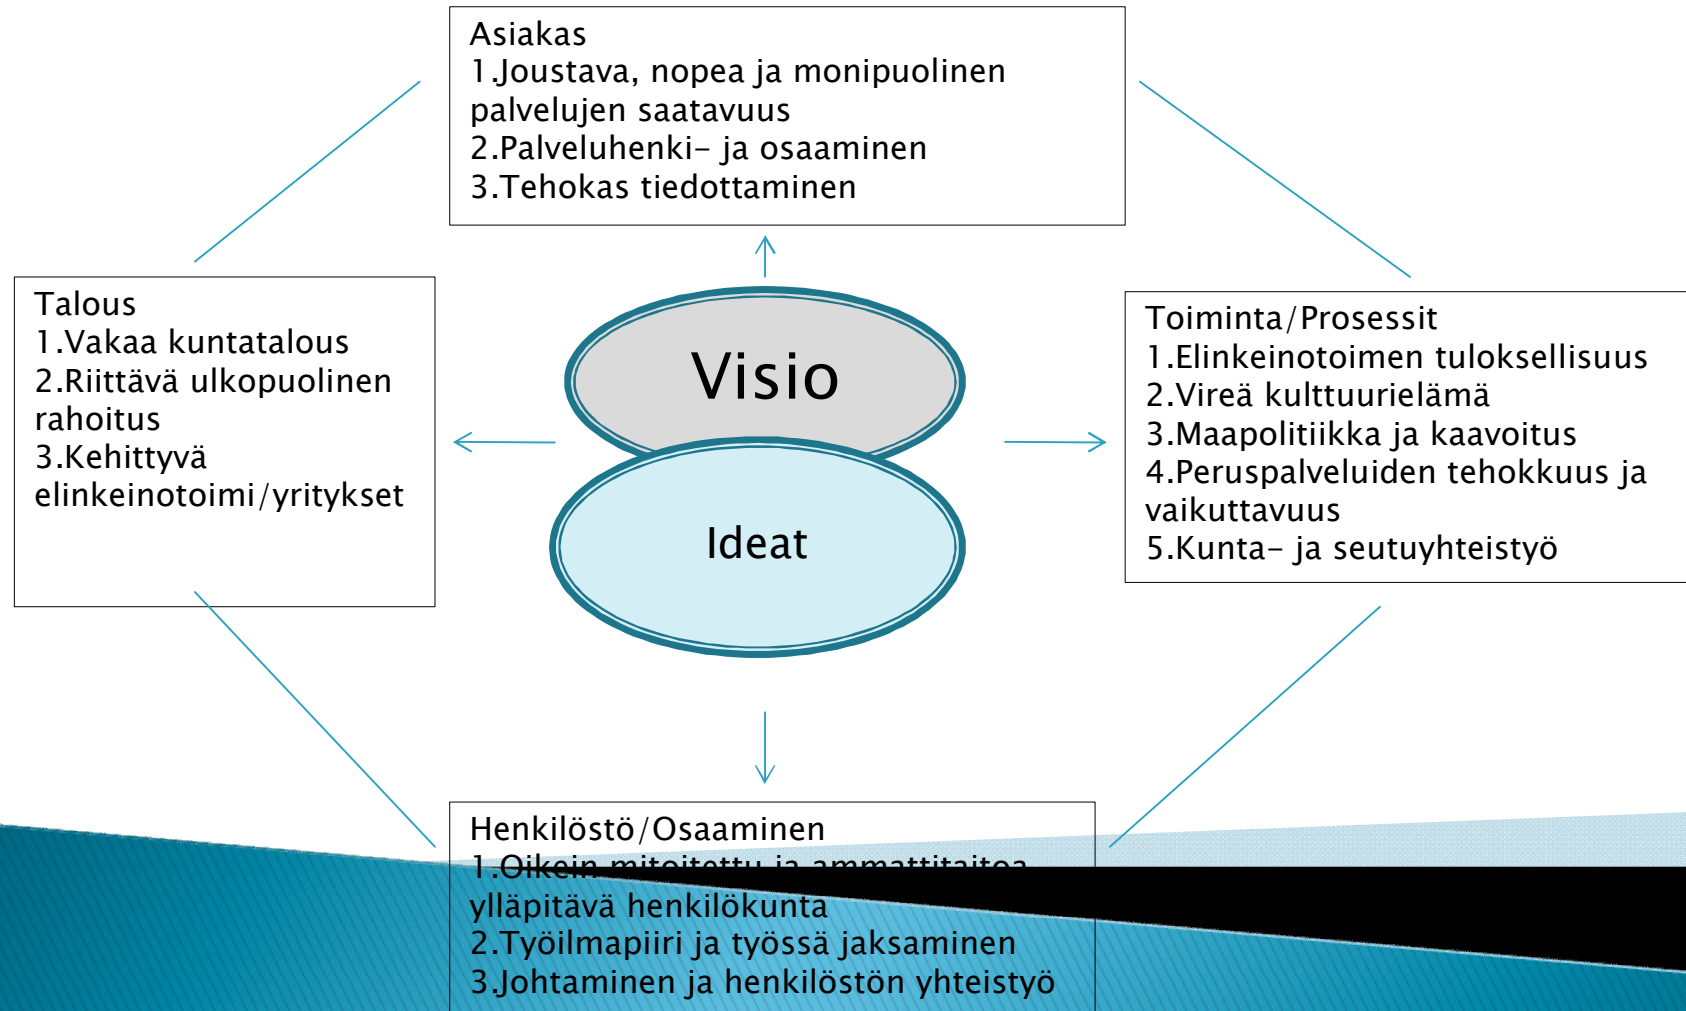 Asiakas
1.Joustava, nopea ja monipuolinen
palvelujen saatavuus
2.Palveluhenki- ja osaaminen
3.Tehokas tiedottaminen
Talous
1.Vakaa kuntatalous
2.Riittävä ulkopuolinen
rahoitus
3.Kehittyvä
elinkeinotoimi/yritykset
Visio
Ideat
Toiminta/Prosessit
1.Elinkeinotoimen tuloksellisuus
2.Vireä kulttuurielämä
3.Maapolitiikka ja kaavoitus
4.Peruspalveluiden tehokkuus ja
vaikuttavuus
5.Kunta- ja seutuyhteistyö
Henkilöstö/Osaaminen
1.Oikein mitoitettu ja ammattitaitoa
ylläpitävä henkilökunta
2.Työilmapiiri ja työssä jaksaminen
3.Johtaminen ja henkilöstön yhteistyö